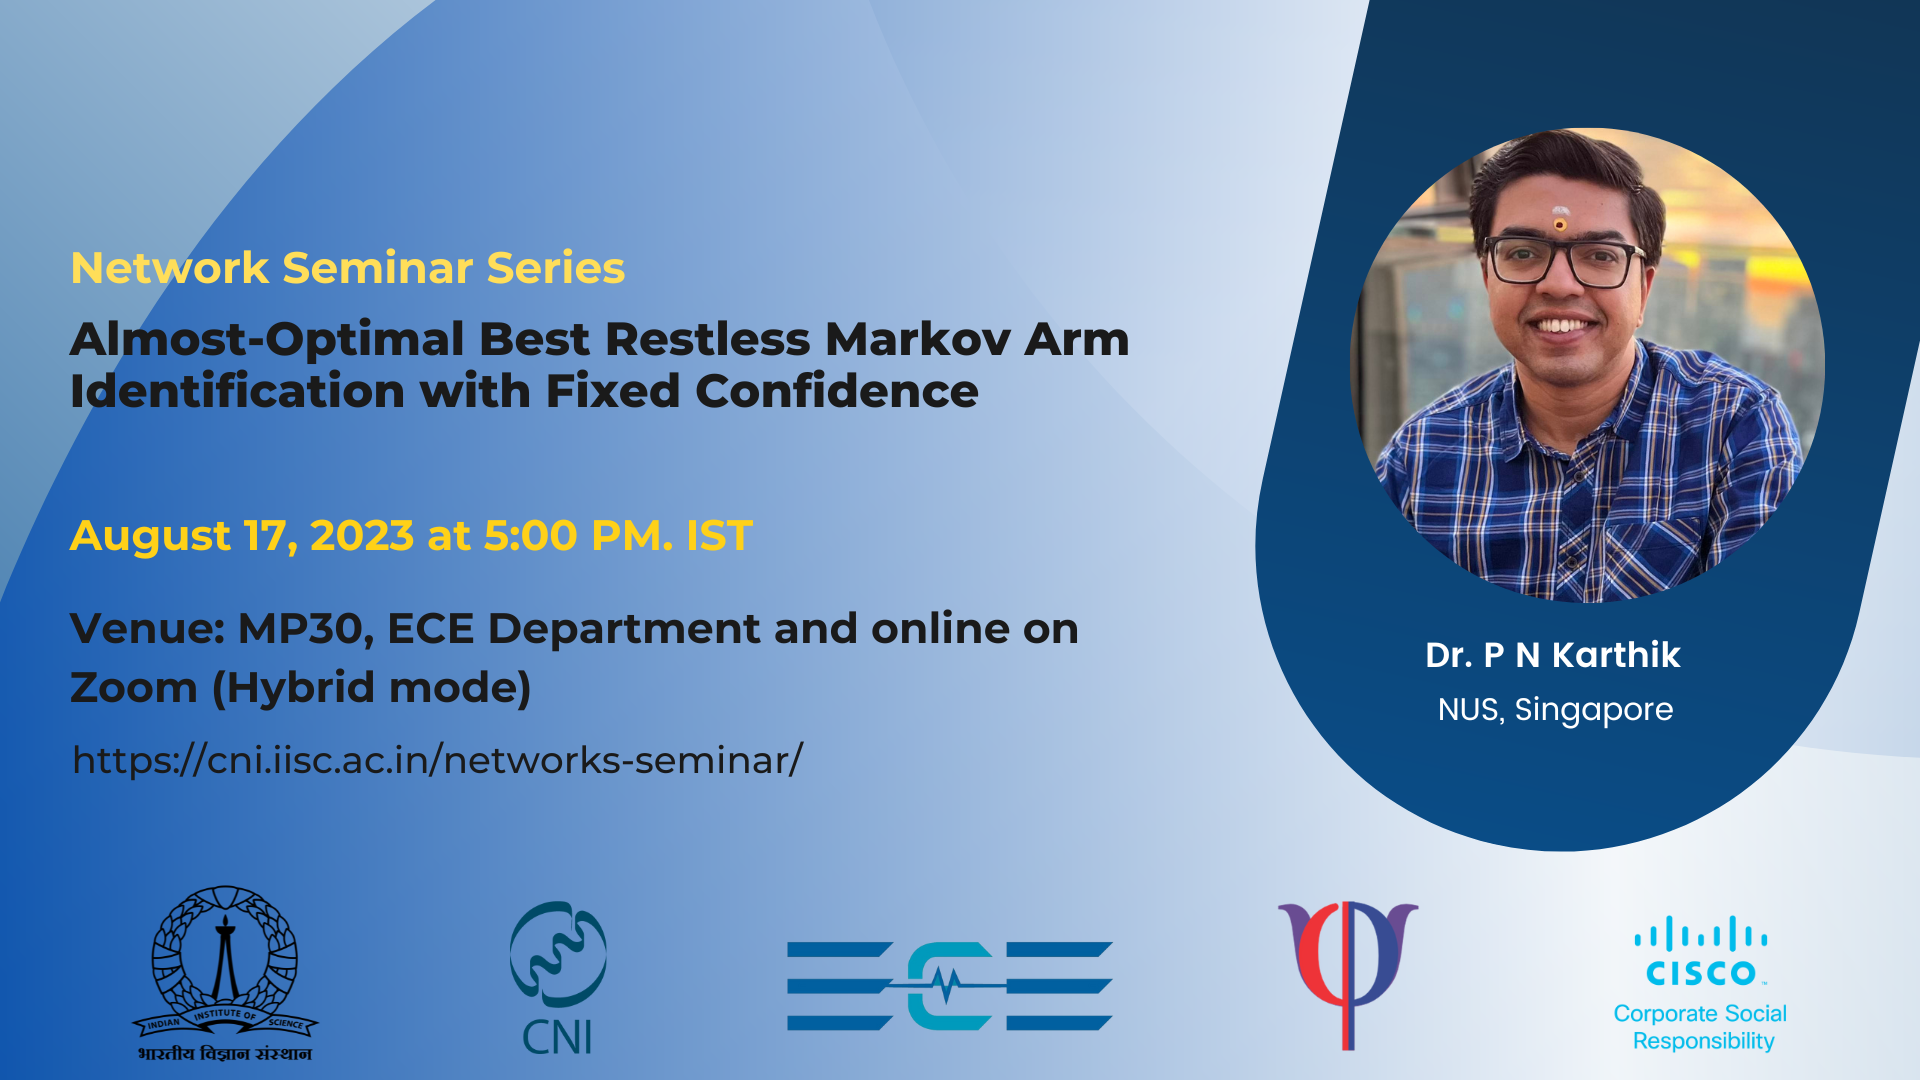 Network Seminar Series
Almost-Optimal Best Restless Markov Arm
Identification with Fixed Confidence
August 17, 2023 at 5:00 PM. IST
Venue: MP30, ECE Department and online on
Zoom (Hybrid mode)
https://cni.iisc.ac.in/networks-seminar/
Dr. P N Karthik
NUS, Singapore
INDIAN INSTITUTE OF SCIENCE
भारतीय विज्ञान संस्थान
CNI
ECE
CISCO™
Corporate Social
Responsibility